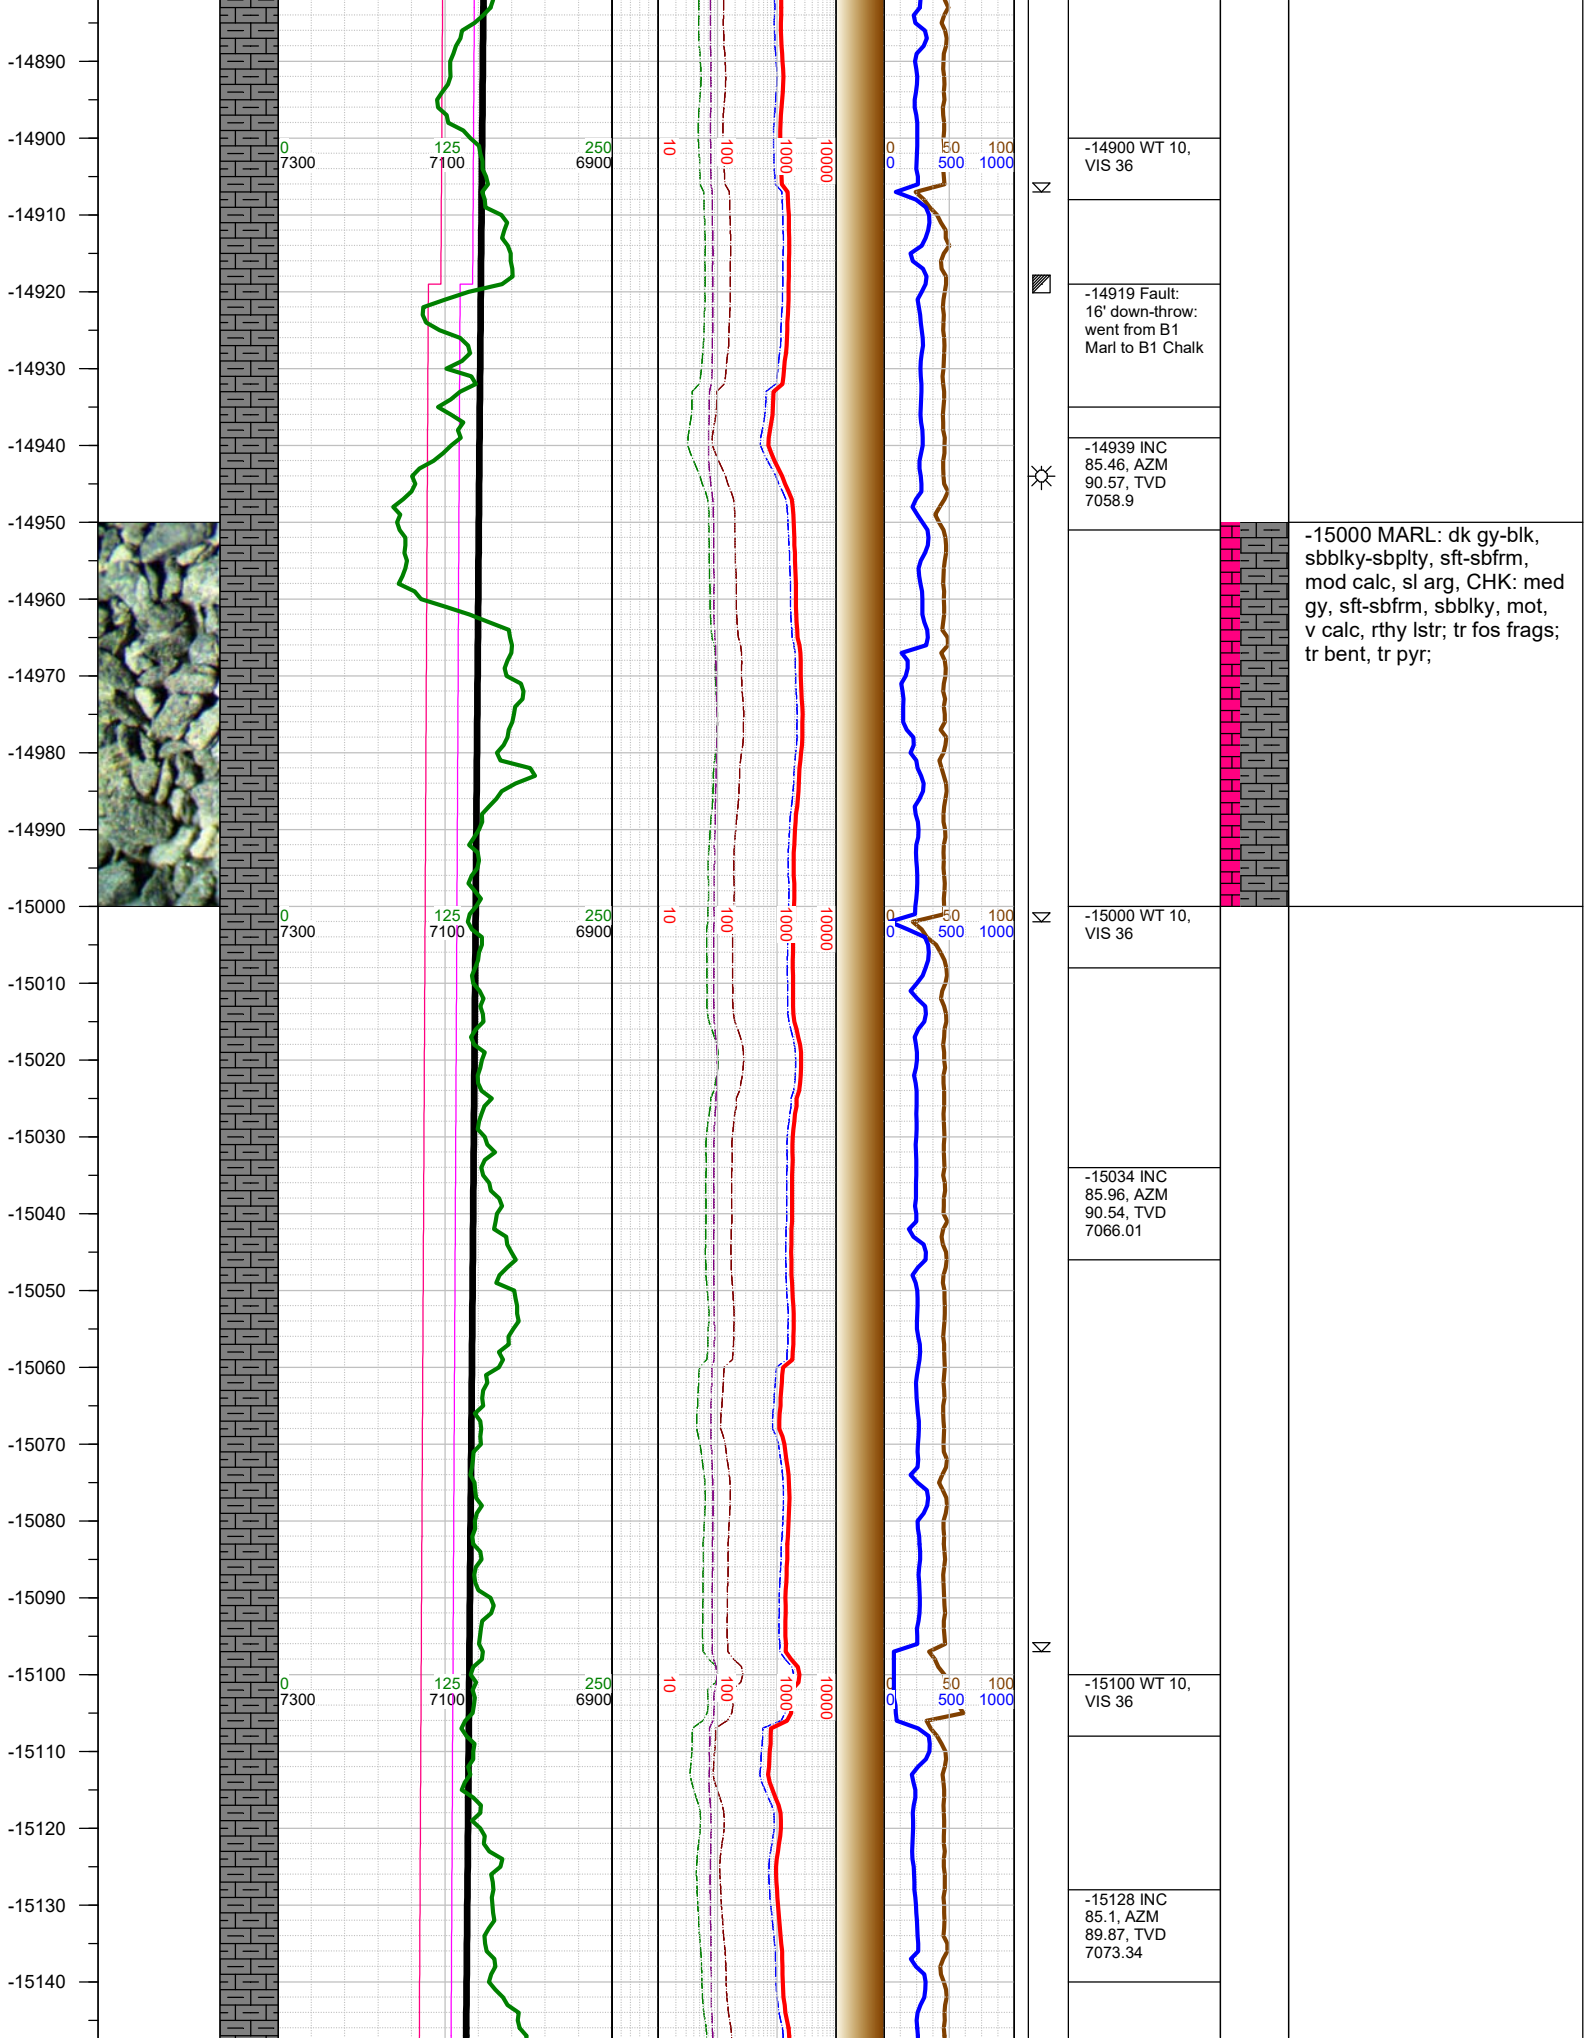 -14890
-14900
0 125 250
7300 7100 6900
10 100 1000 10000
0 50 100
0 500 1000
-14900 WT 10,
VIS 36
-14910
-14920
-14919 Fault:
16' down-throw:
went from B1
Marl to B1 Chalk
-14930
-14940
-14939 INC
85.46, AZM
90.57, TVD
7058.9
-14950
-15000 MARL: dk gy-blk,
sbblky-sbplty, sft-sbfrm,
mod calc, sl arg, CHK: med
gy, sft-sbfrm, sbblky, mot,
v calc, rthy lstr; tr fos frags;
tr bent, tr pyr;
-14960
-14970
-14980
-14990
-15000
0 125 250
7300 7100 6900
10 100 1000 10000
0 50 100
0 500 1000
-15000 WT 10,
VIS 36
-15010
-15020
-15030
-15034 INC
85.96, AZM
90.54, TVD
7066.01
-15040
-15050
-15060
-15070
-15080
-15090
-15100
0 125 250
7300 7100 6900
10 100 1000 10000
0 50 100
0 500 1000
-15100 WT 10,
VIS 36
-15110
-15120
-15130
-15128 INC
85.1, AZM
89.87, TVD
7073.34
-15140